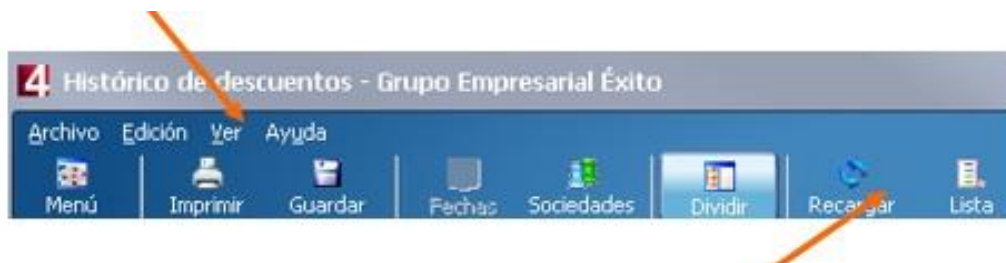 4 Histórico de descuentos - Grupo Empresarial Éxito
Archivo Edición Ver Ayuda
Menú Imprimir Guardar Fechas Sociedades Dividir Recargar Lista